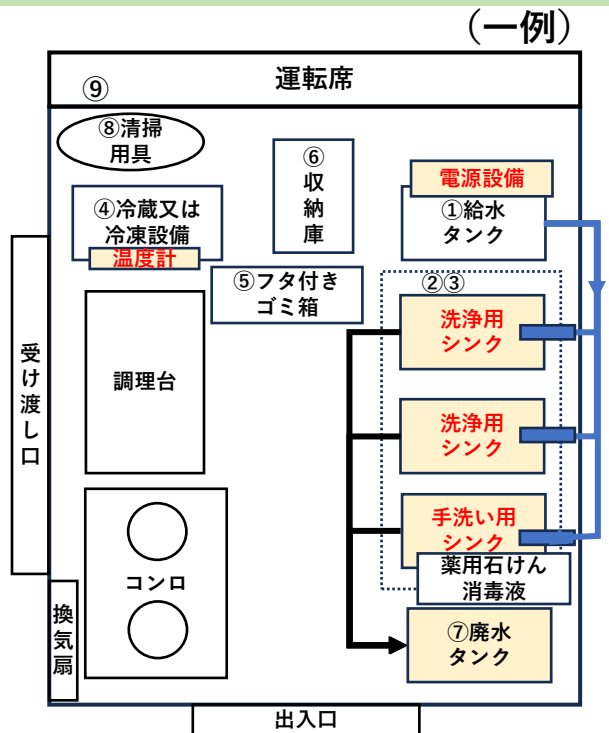 （一例）
運転席
⑨
⑧清掃
用具
⑥
収
納
庫
電源設備
①給水
タンク
④冷蔵又は
冷凍設備
温度計
⑤フタ付き
ゴミ箱
②③
洗浄用
シンク
受け渡し口
調理台
洗浄用
シンク
手洗い用
シンク
薬用石けん
消毒液
コンロ
換気扇
⑦廃水
タンク
出入口